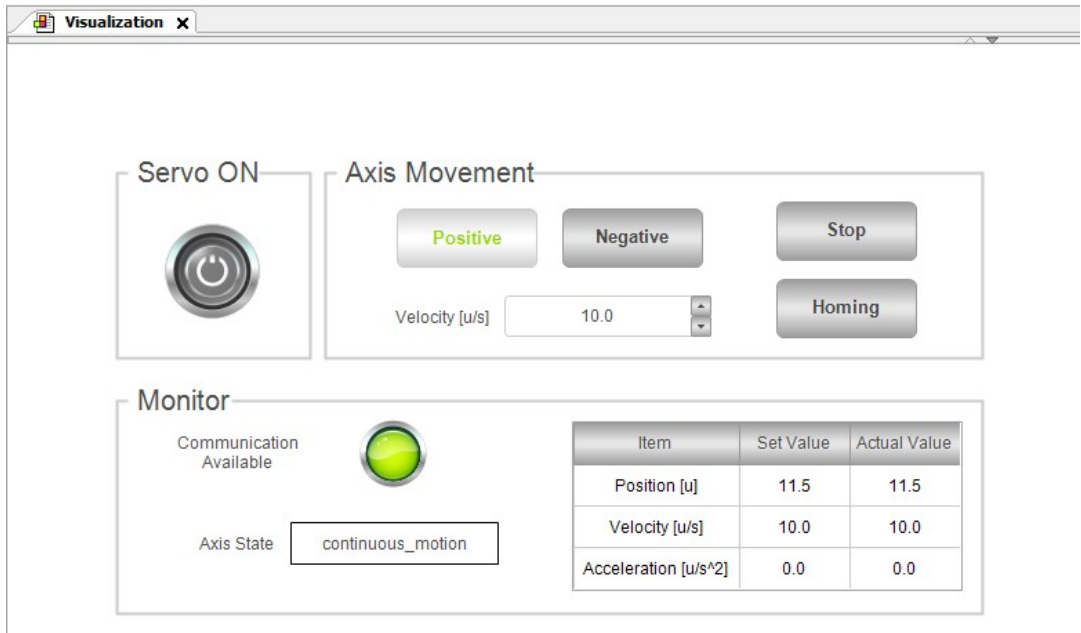 Visualization
Servo ON
Axis Movement
Positive
Negative
Stop
Velocity [u/s]
10.0
Homing
Monitor
Communication
Available
Axis State
continuous_motion
Item Set Value Actual Value
Position [u] 11.5 11.5
Velocity [u/s] 10.0 10.0
Acceleration [u/s^2] 0.0 0.0